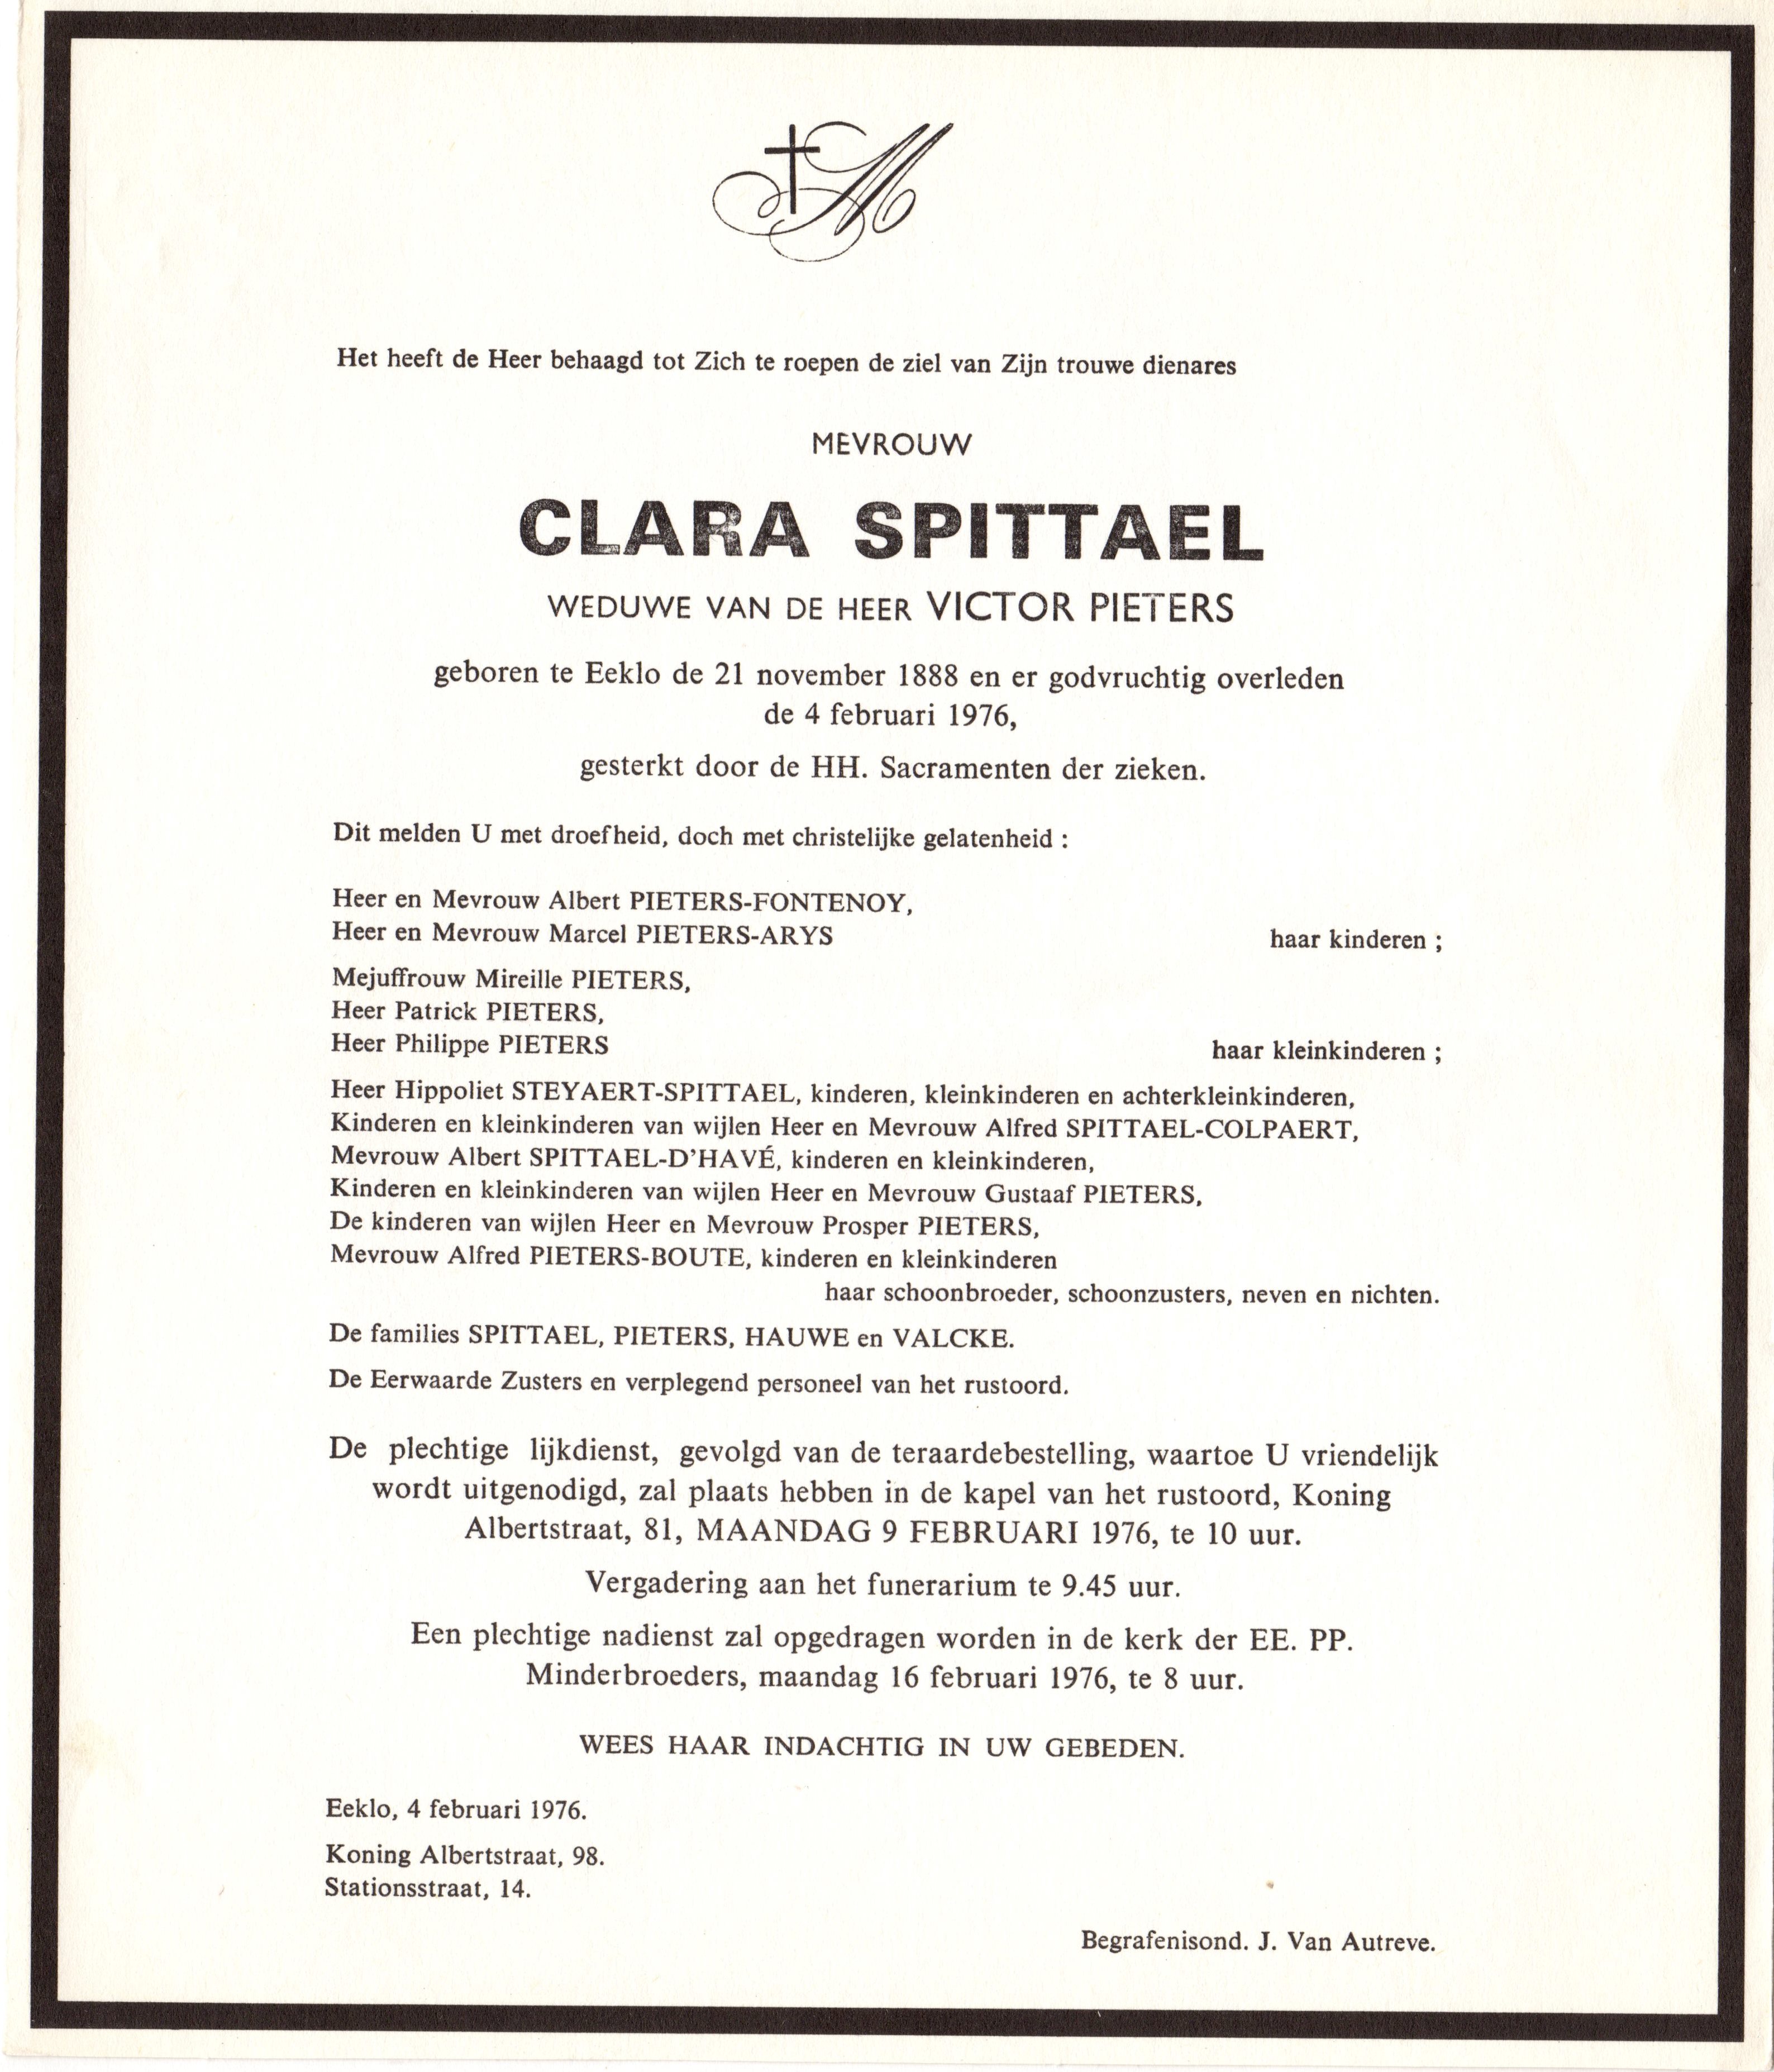 M
Het heeft de Heer behaagd tot Zich te roepen de ziel van Zijn trouwe dienares
MEVROUW
CLARA SPITTAEL
WEDUWE VAN DE HEER VICTOR PIETERS
geboren te Eeklo de 21 november 1888 en er godvruchtig overleden
de 4 februari 1976,
gesterkt door de HH. Sacramenten der zieken.
Dit melden U met droefheid, doch met christelijke gelatenheid :
Heer en Mevrouw Albert PIETERS-FONTENOY,
Heer en Mevrouw Marcel PIETERS-ARYS haar kinderen ;
Mejuffrouw Mireille PIETERS,
Heer Patrick PIETERS,
Heer Philippe PIETERS haar kleinkinderen ;
Heer Hippoliet STEYAERT-SPITTAEL, kinderen, kleinkinderen en achterkleinkinderen,
Kinderen en kleinkinderen van wijlen Heer en Mevrouw Alfred SPITTAEL-COLPAERT,
Mevrouw Albert SPITTAEL-D'HAVÉ, kinderen en kleinkinderen,
Kinderen en kleinkinderen van wijlen Heer en Mevrouw Gustaaf PIETERS,
De kinderen van wijlen Heer en Mevrouw Prosper PIETERS,
Mevrouw Alfred PIETERS-BOUTE, kinderen en kleinkinderen
haar schoonbroeder, schoonzusters, neven en nichten.
De families SPITTAEL, PIETERS, HAUWE en VALCKE.
De Eerwaarde Zusters en verplegend personeel van het rustoord.
De plechtige lijkdienst, gevolgd van de teraardebestelling, waartoe U vriendelijk
wordt uitgenodigd, zal plaats hebben in de kapel van het rustoord, Koning
Albertstraat, 81, MAANDAG 9 FEBRUARI 1976, te 10 uur.
Vergadering aan het funerarium te 9.45 uur.
Een plechtige nadienst zal opgedragen worden in de kerk der EE. PP.
Minderbroeders, maandag 16 februari 1976, te 8 uur.
WEES HAAR INDACHTIG IN UW GEBEDEN.
Eeklo, 4 februari 1976.
Koning Albertstraat, 98.
Stationsstraat, 14.
Begrafenisond. J. Van Autreve.